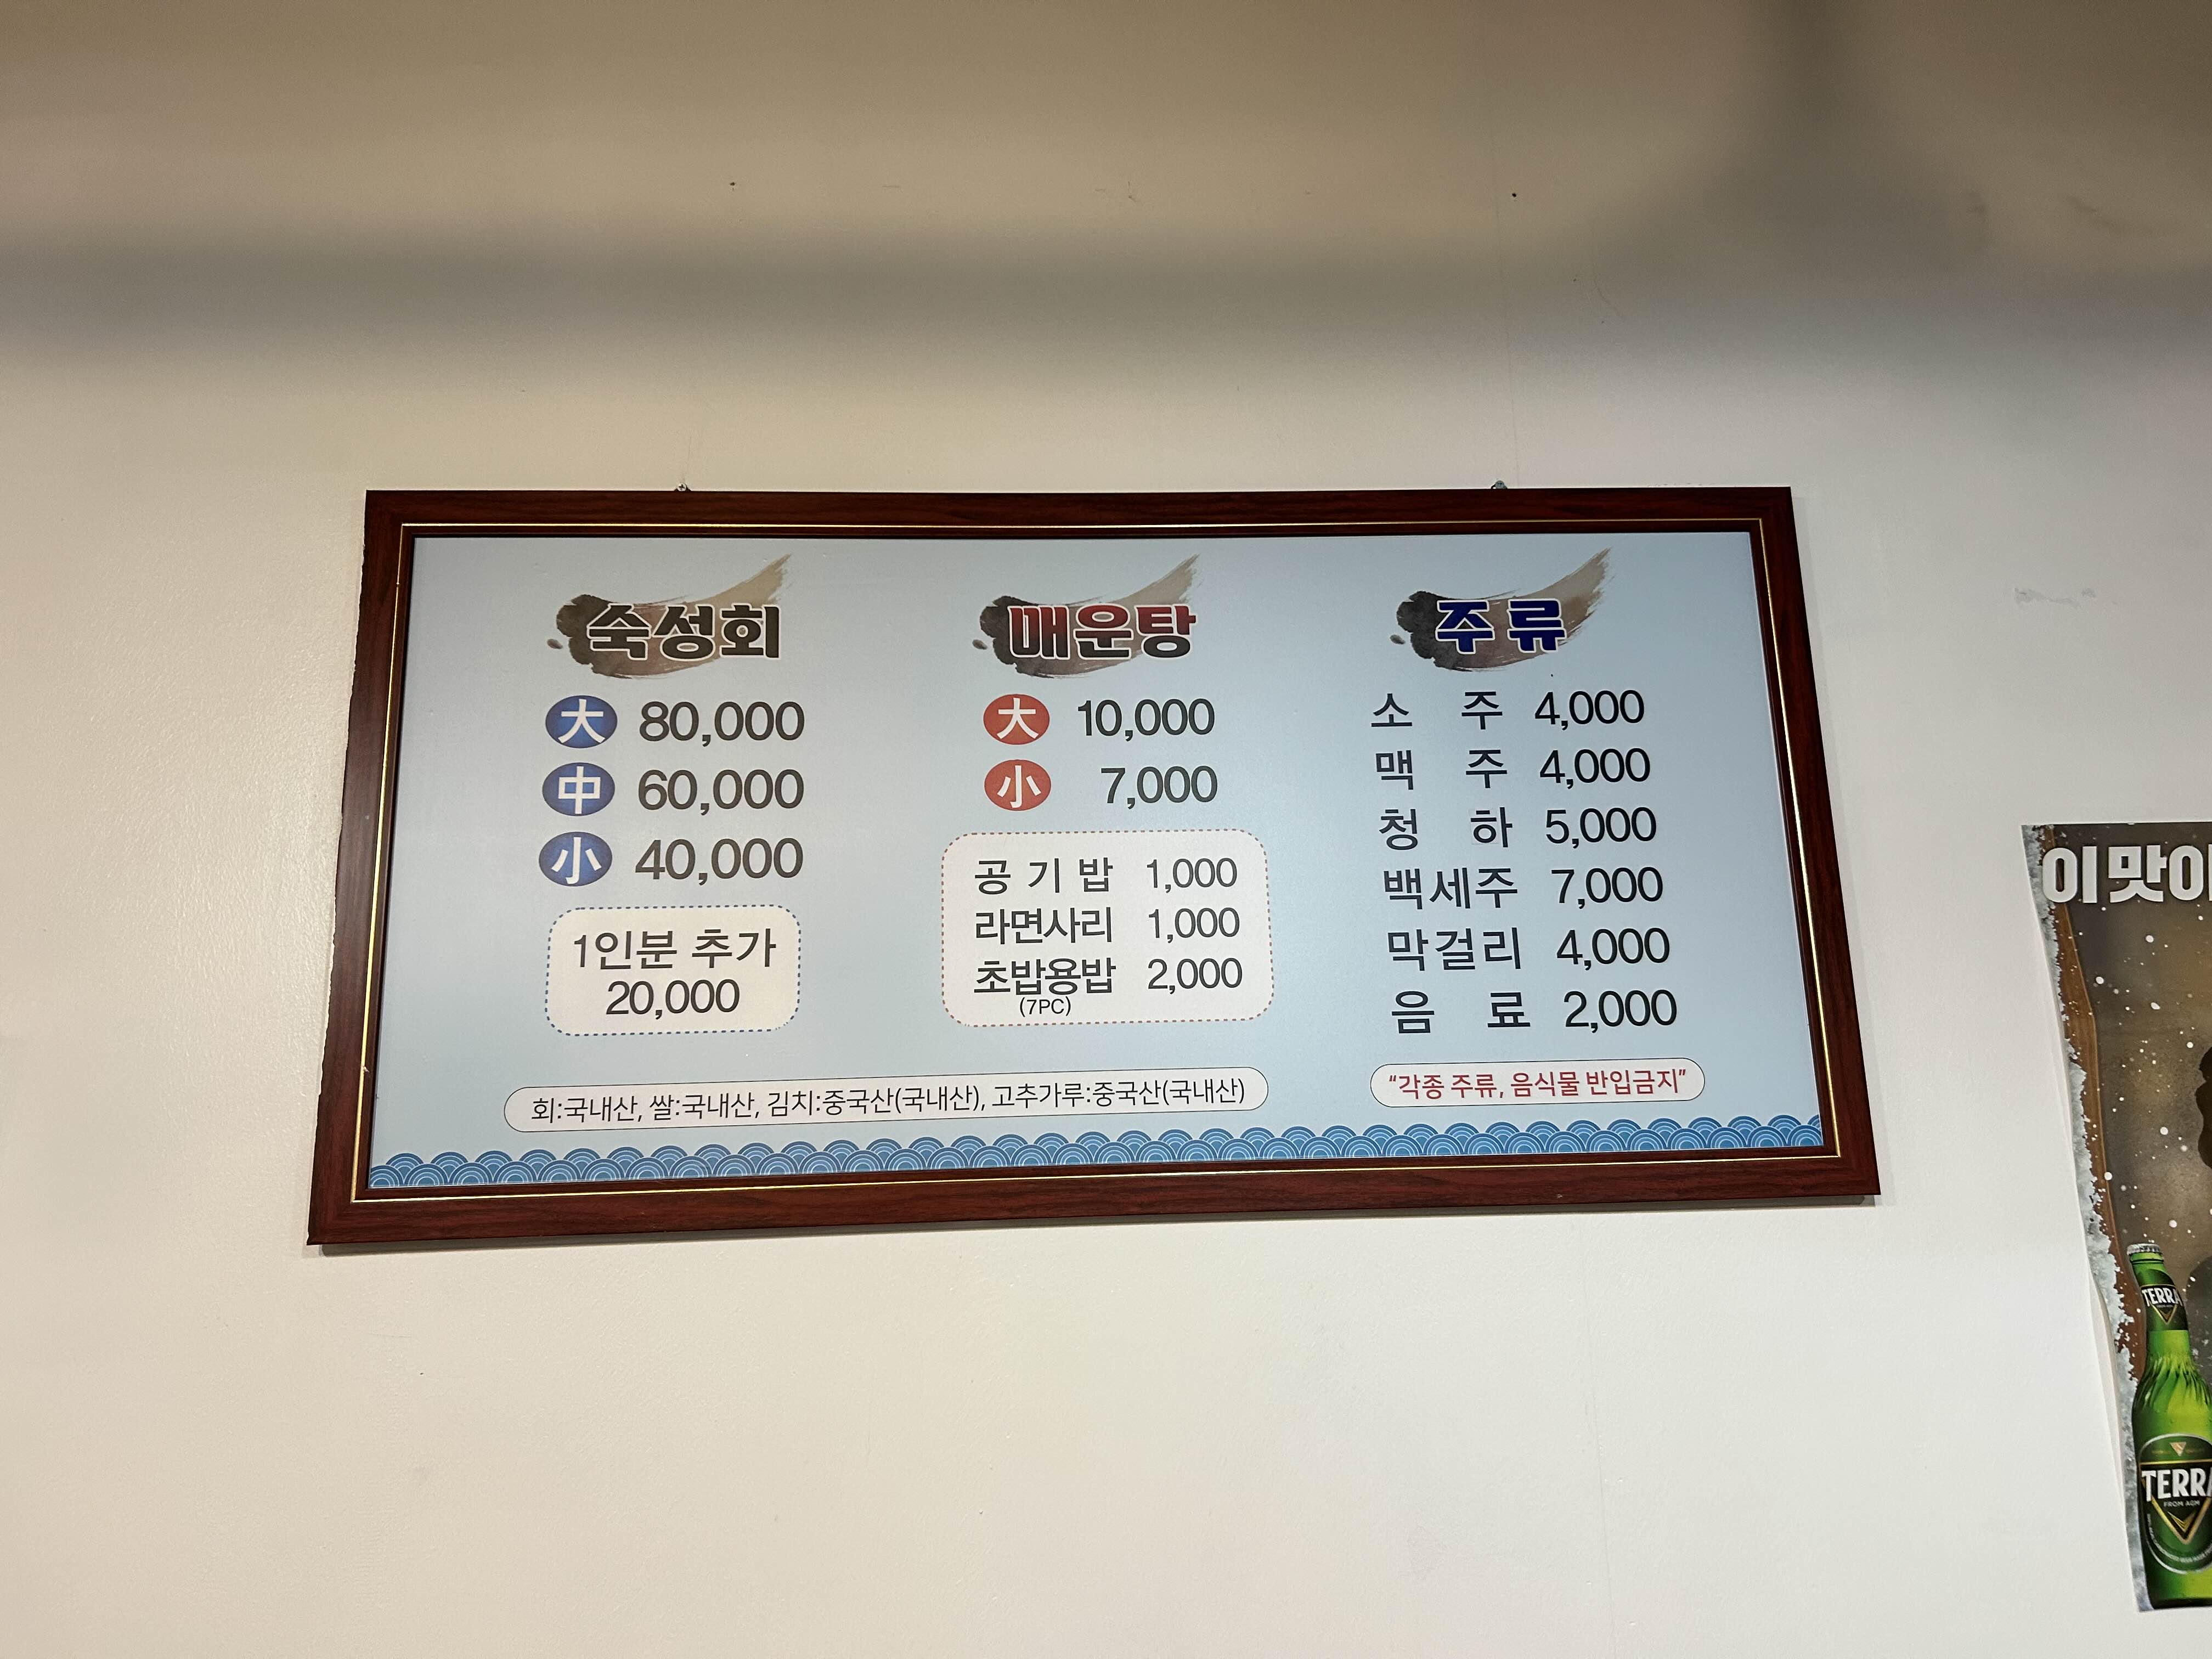 숙성회
大 80,000
中 60,000
小 40,000
1인분 추가
20,000
매운탕
大 10,000
小 7,000
공 기 밥 1,000
라면사리 1,000
초밥용밥 2,000
(7PC)
주류
소 주 4,000
맥 주 4,000
청 하 5,000
백세주 7,000
막걸리 4,000
음 료 2,000
회:국내산, 쌀:국내산, 김치:중국산(국내산), 고추가루:중국산(국내산)
"각종 주류, 음식물 반입금지"
이맛이
TERRA
TERRA
FROM AGM